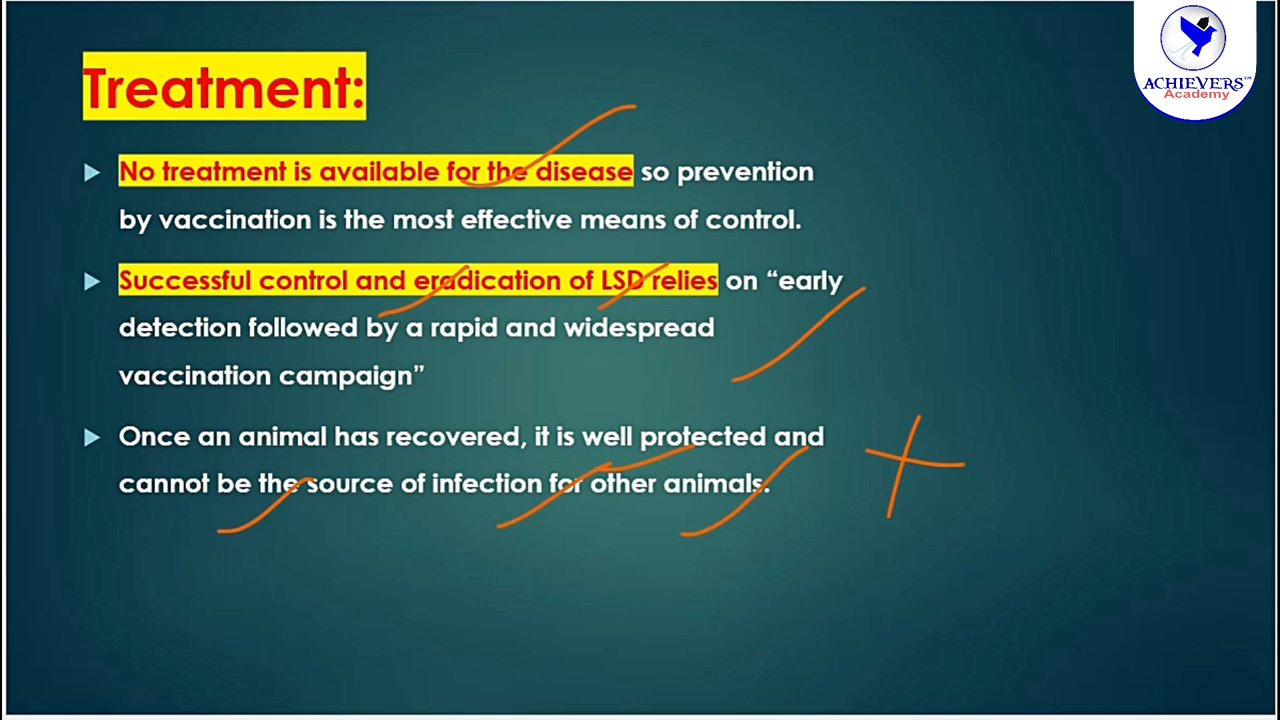 ACHIEVERS™
Academy
Treatment:
No treatment is available for the disease so prevention
by vaccination is the most effective means of control.
Successful control and eradication of LSD relies on “early
detection followed by a rapid and widespread
vaccination campaign”
Once an animal has recovered, it is well protected and
cannot be the source of infection for other animals.